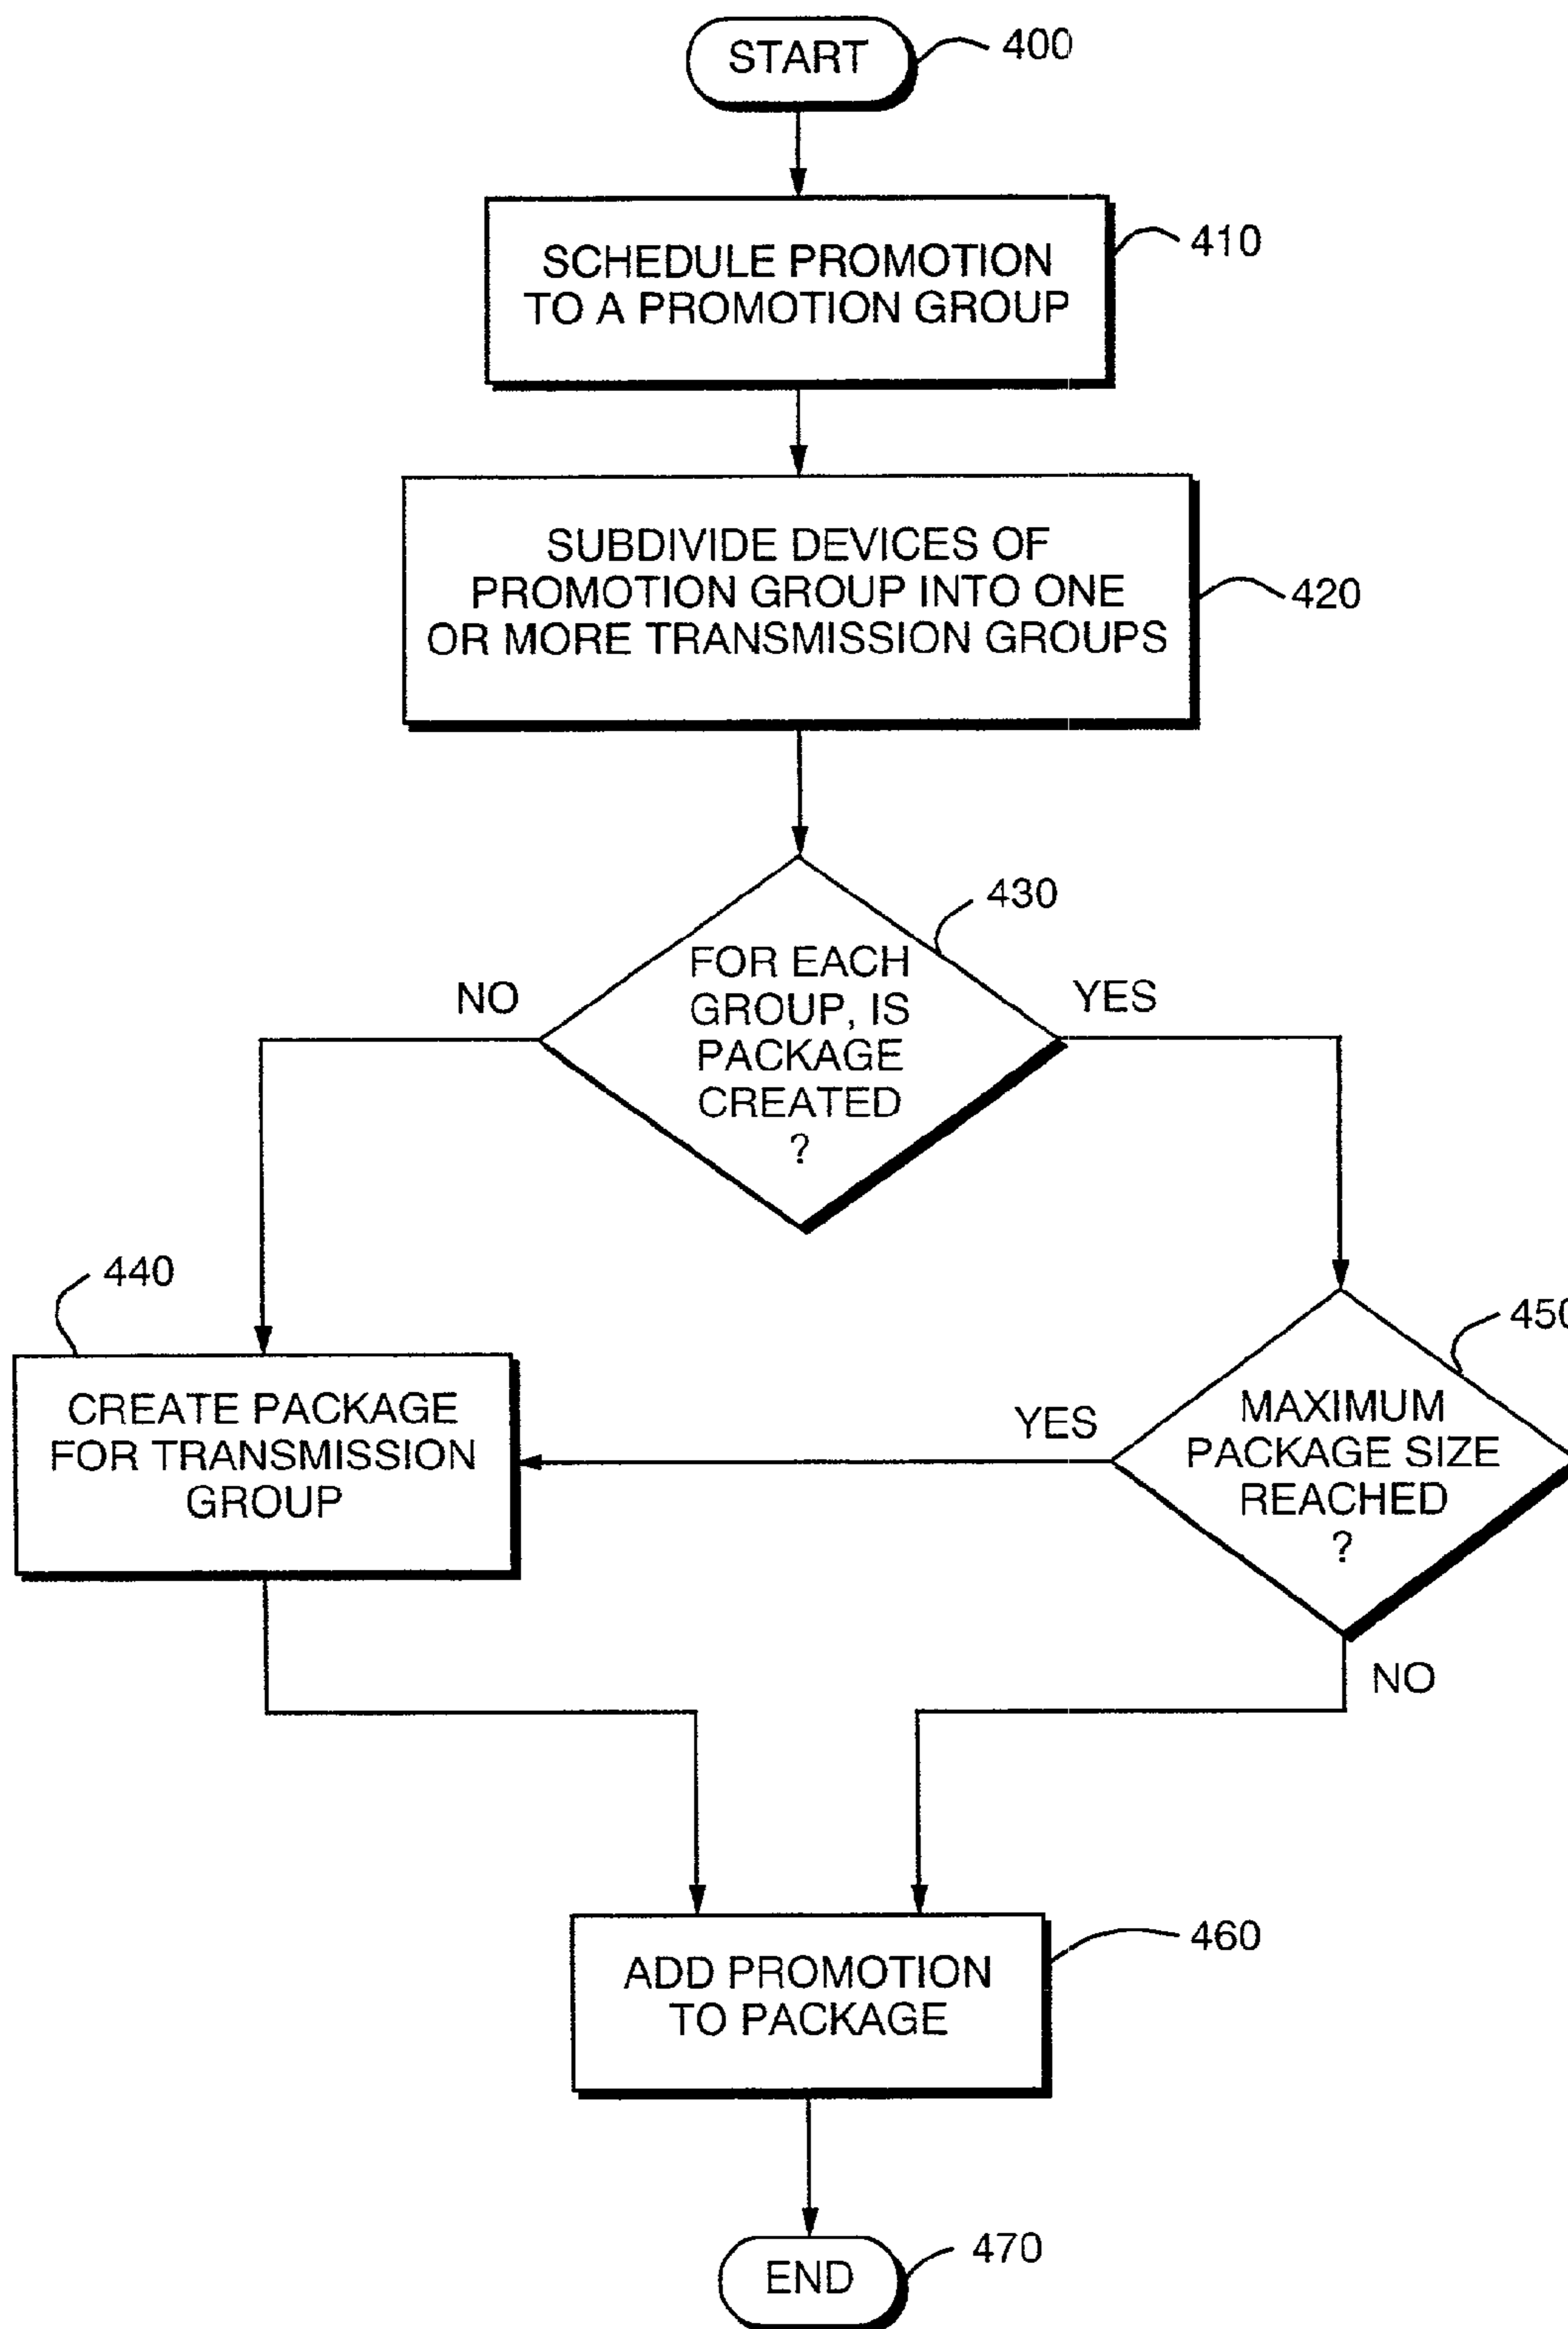 START
400
SCHEDULE PROMOTION
TO A PROMOTION GROUP
410
SUBDIVIDE DEVICES OF
PROMOTION GROUP INTO ONE
OR MORE TRANSMISSION GROUPS
420
430
FOR EACH
GROUP, IS
PACKAGE
CREATED
?
NO
YES
440
CREATE PACKAGE
FOR TRANSMISSION
GROUP
450
YES
MAXIMUM
PACKAGE SIZE
REACHED
?
NO
ADD PROMOTION
TO PACKAGE
460
END
470